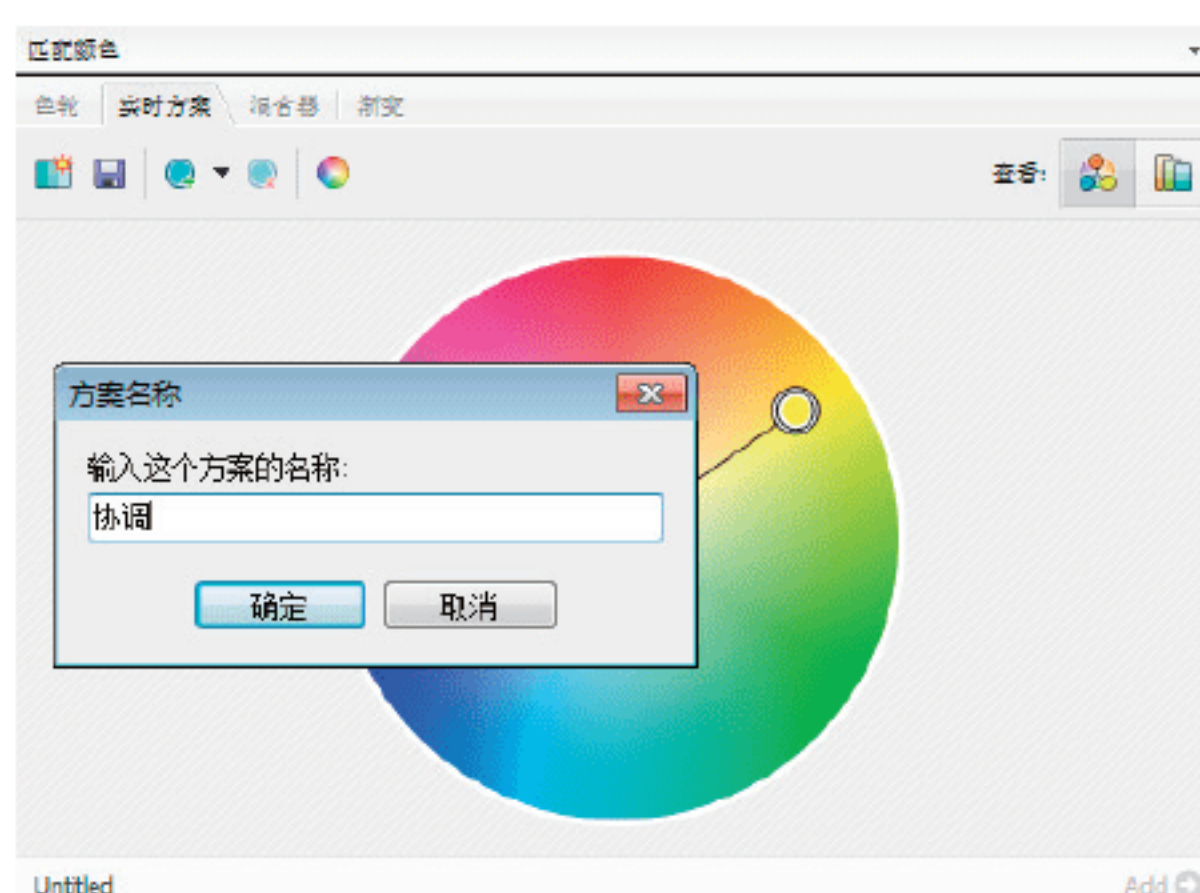 匹配颜色
色轮 实时方案 混合器 渐变
查看:
方案名称
输入这个方案的名称:
协调
确定 取消
Untitled Add